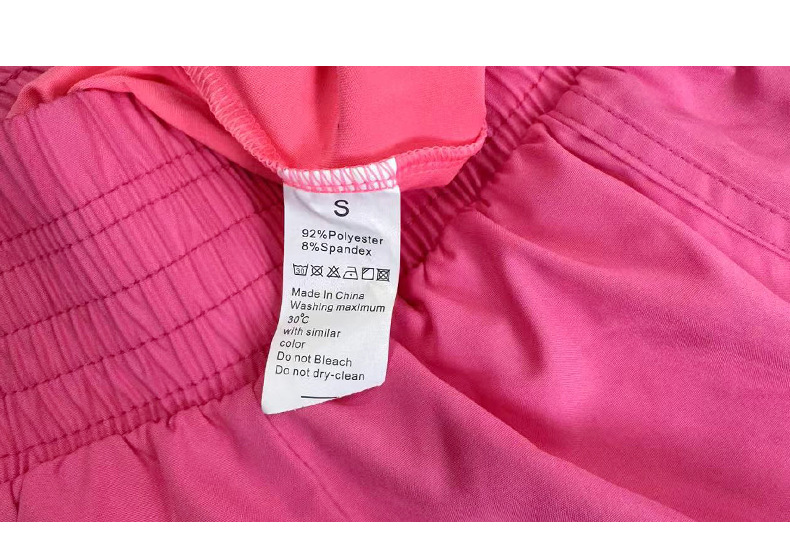 S
92%Polyester
8%Spandex
30
Made In China
Washing maximum
30°C
with similar
color
Do not Bleach
Do not dry-clean